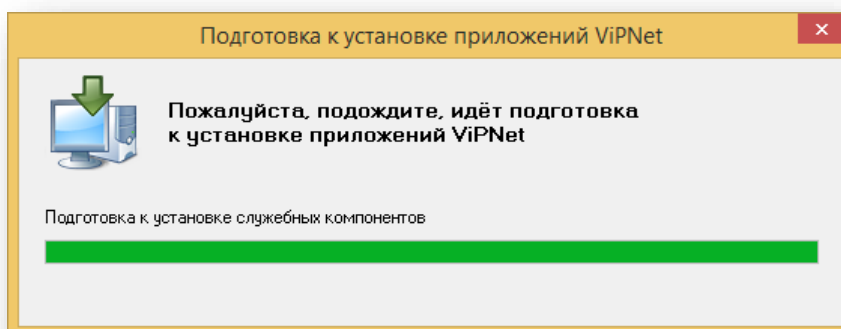 Подготовка к установке приложений ViPNet
Пожалуйста, подождите, идёт подготовка
к установке приложений ViPNet
Подготовка к установке служебных компонентов